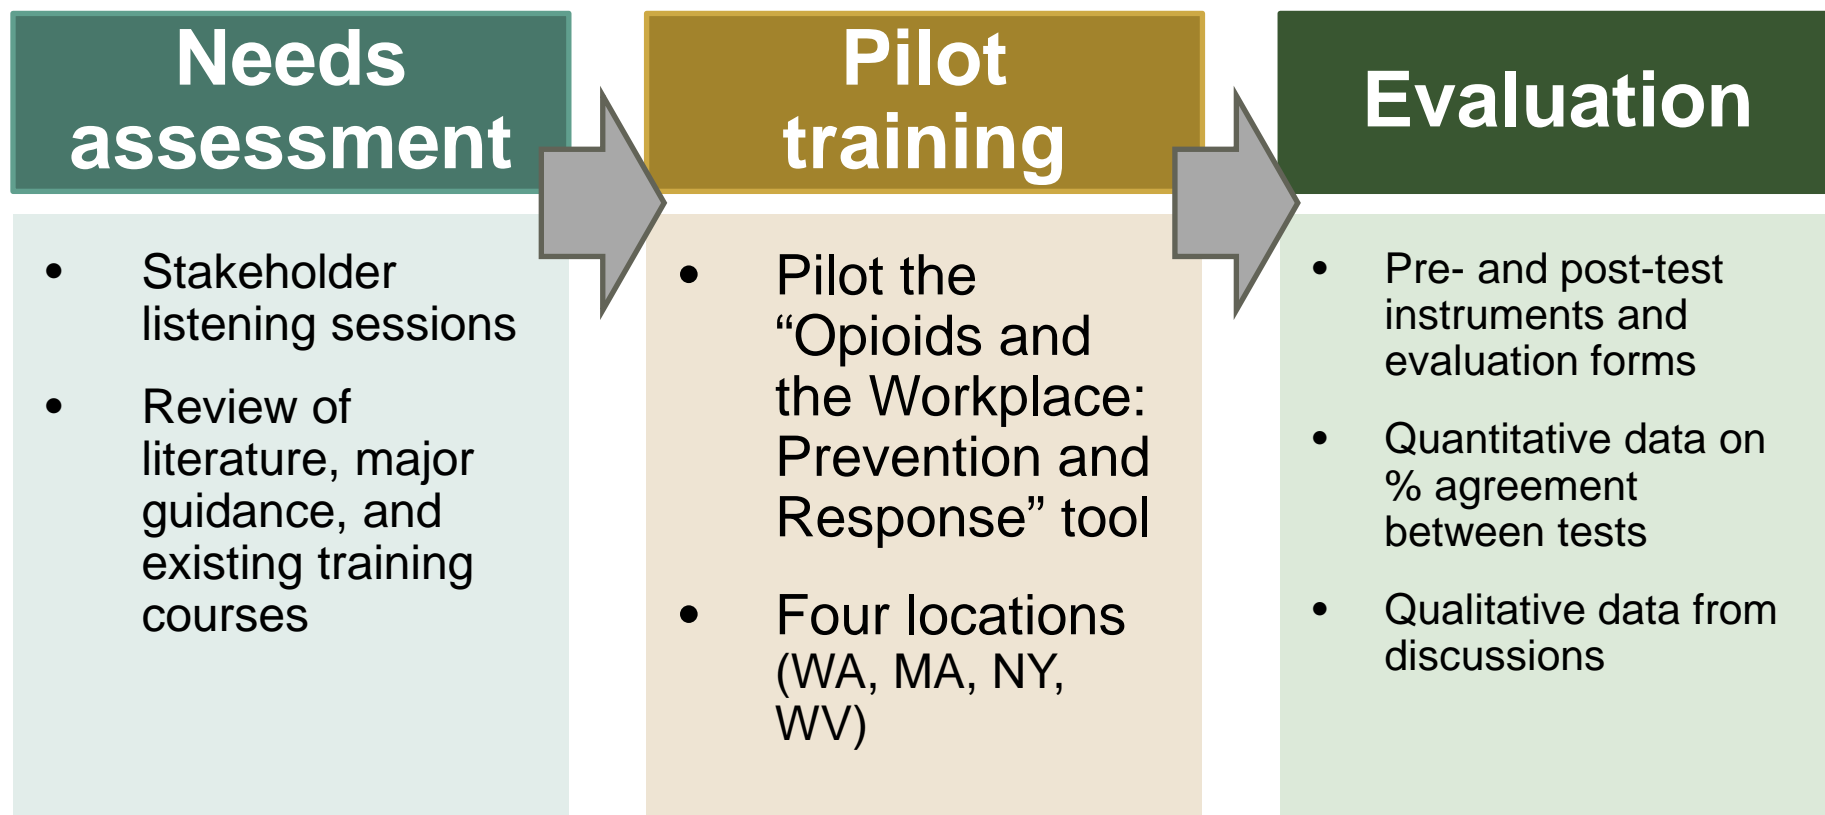 Needs
assessment
• Stakeholder
listening sessions
• Review of
literature, major
guidance, and
existing training
courses
Pilot
training
• Pilot the
“Opioids and
the Workplace:
Prevention and
Response” tool
• Four locations
(WA, MA, NY,
WV)
Evaluation
• Pre- and post-test
instruments and
evaluation forms
• Quantitative data on
% agreement
between tests
• Qualitative data from
discussions